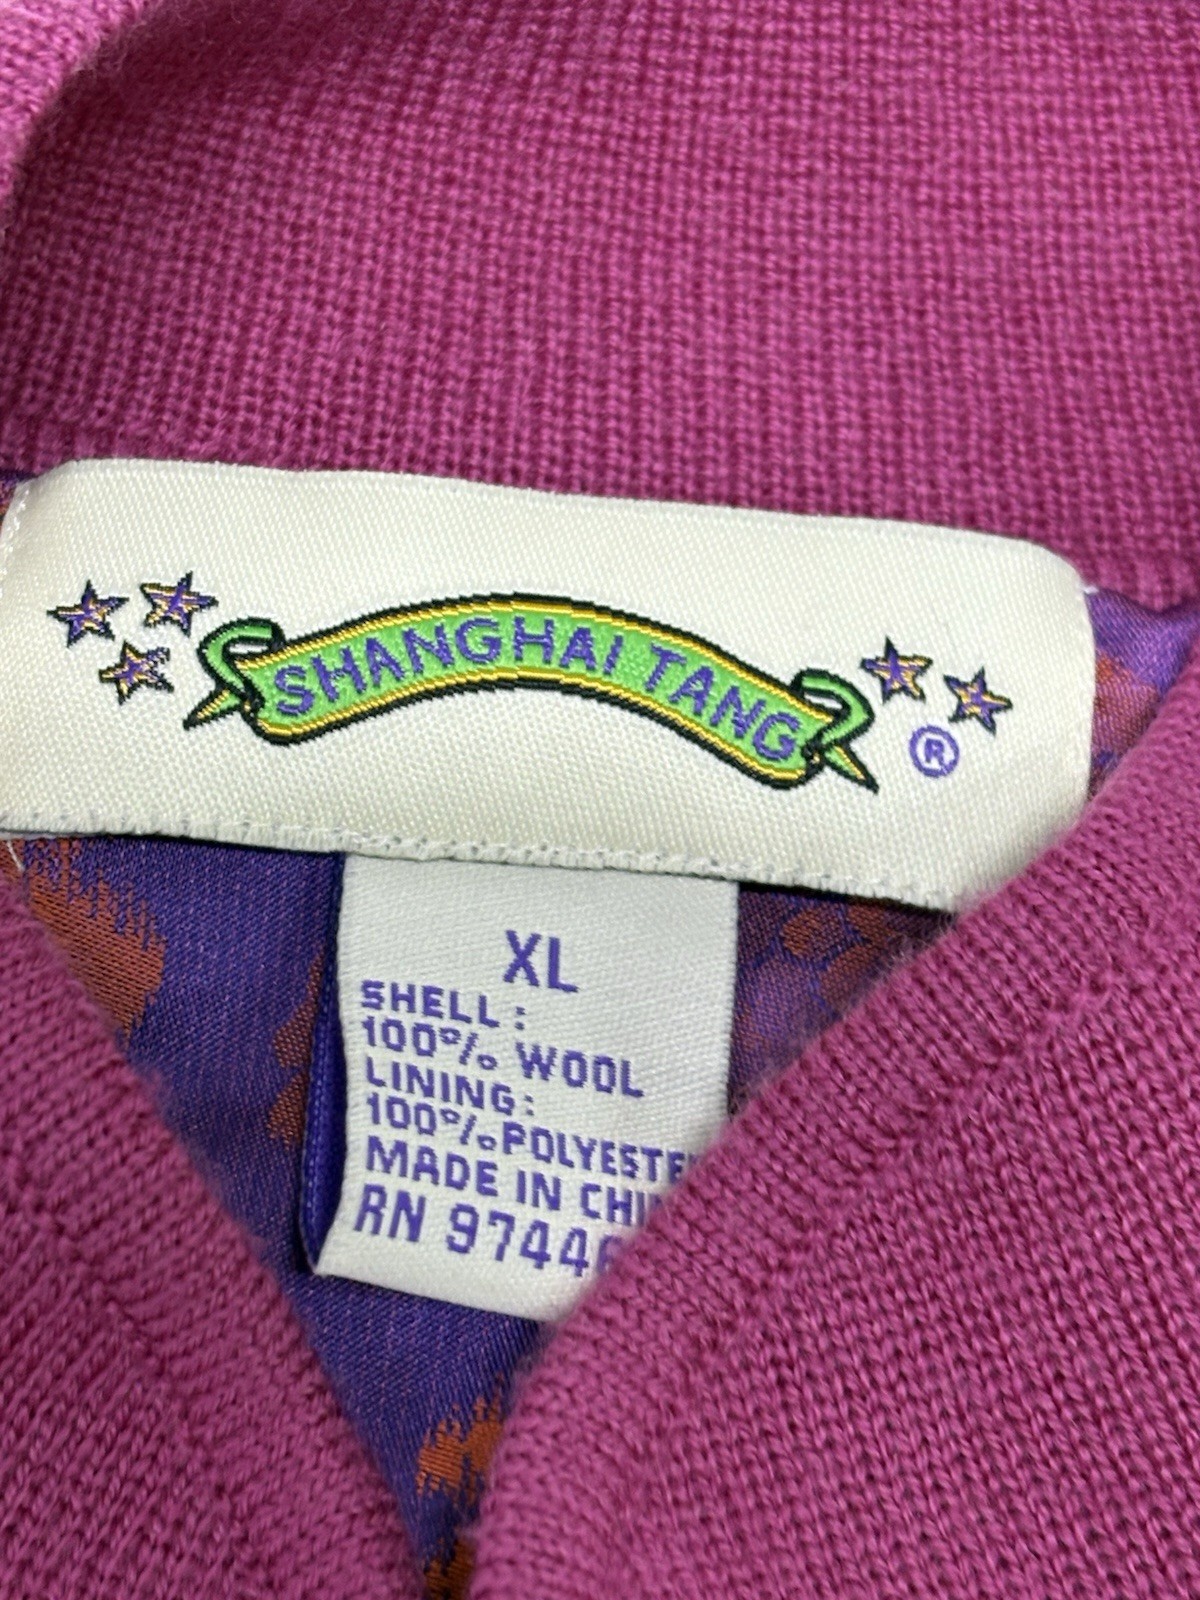 SHANGHAI TANG
®
XL
SHELL:
100% WOOL
LINING:
100% POLYESTE
MADE IN CHI
RN 9744